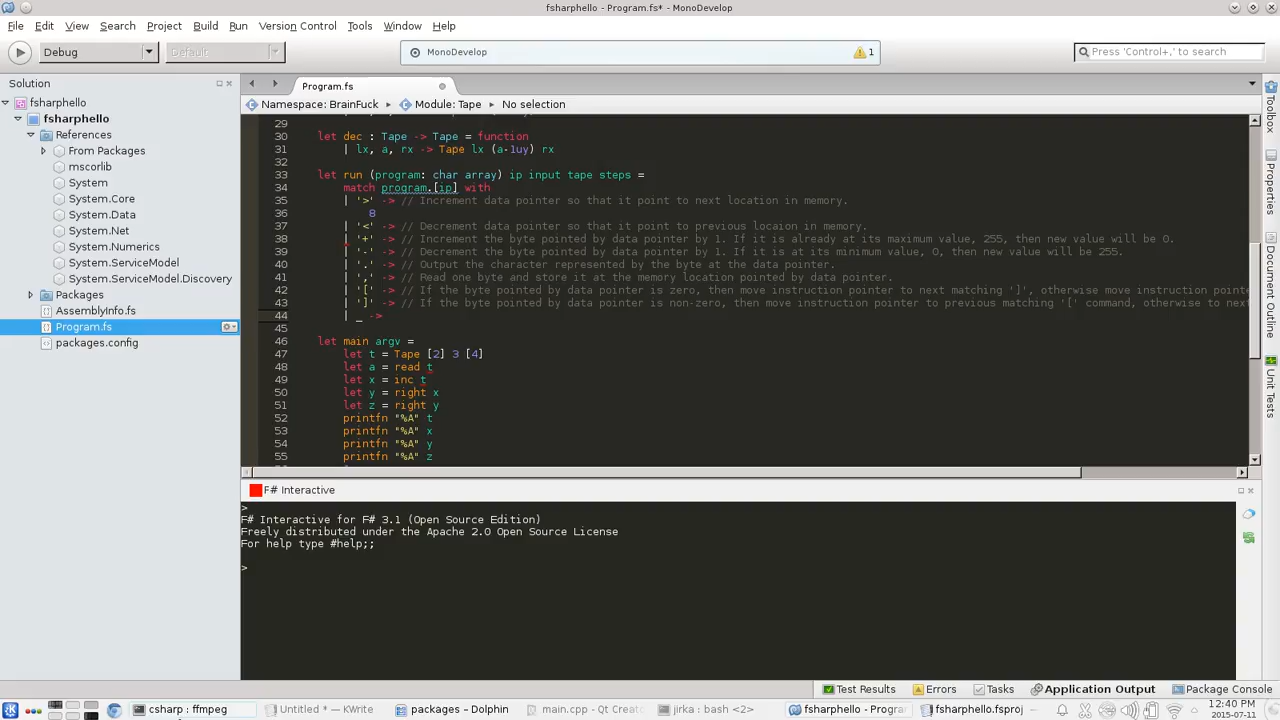 fsharphello - Program.fs* - MonoDevelop
File Edit View Search Project Build Run Version Control Tools Window Help
Debug Default MonoDevelop 1 Press 'Control+,' to search
Solution
fsharphello
fsharphello
References
From Packages
mscorlib
System
System.Core
System.Data
System.Net
System.Numerics
System.ServiceModel
System.ServiceModel.Discovery
Packages
AssemblyInfo.fs
Program.fs
packages.config
Program.fs
Namespace: BrainFuck Module: Tape No selection
29
30 let dec : Tape -> Tape = function
31 | lx, a, rx -> Tape lx (a-1uy) rx
32
33 let run (program: char array) ip input tape steps =
34 match program.[ip] with
35 | '>' -> // Increment data pointer so that it point to next location in memory.
36 8
37 | '<' -> // Decrement data pointer so that it point to previous locaion in memory.
38 | '+' -> // Increment the byte pointed by data pointer by 1. If it is already at its maximum value, 255, then new value will be 0.
39 | '-' -> // Decrement the byte pointed by data pointer by 1. If it is at its minimum value, 0, then new value will be 255.
40 | '.' -> // Output the character represented by the byte at the data pointer.
41 | ',' -> // Read one byte and store it at the memory location pointed by data pointer.
42 | '[' -> // If the byte pointed by data pointer is zero, then move instruction pointer to next matching ']', otherwise move instruction pointe
43 | ']' -> // If the byte pointed by data pointer is non-zero, then move instruction pointer to previous matching '[' command, otherwise to next
44 | _ ->
45
46 let main argv =
47 let t = Tape [2] 3 [4]
48 let a = read t
49 let x = inc t
50 let y = right x
51 let z = right y
52 printfn "%A" t
53 printfn "%A" x
54 printfn "%A" y
55 printfn "%A" z
Toolbox
Properties
Document Outline
Unit Tests
F# Interactive
>
F# Interactive for F# 3.1 (Open Source Edition)
Freely distributed under the Apache 2.0 Open Source License
For help type #help;;
>
Test Results Errors Tasks Application Output Package Console
csharp : ffmpeg Untitled * — KWrite packages – Dolphin main.cpp - Qt Creato jirka : bash <2> fsharphello - Progra fsharphello.fsproj 12:40 PM
2015-07-11